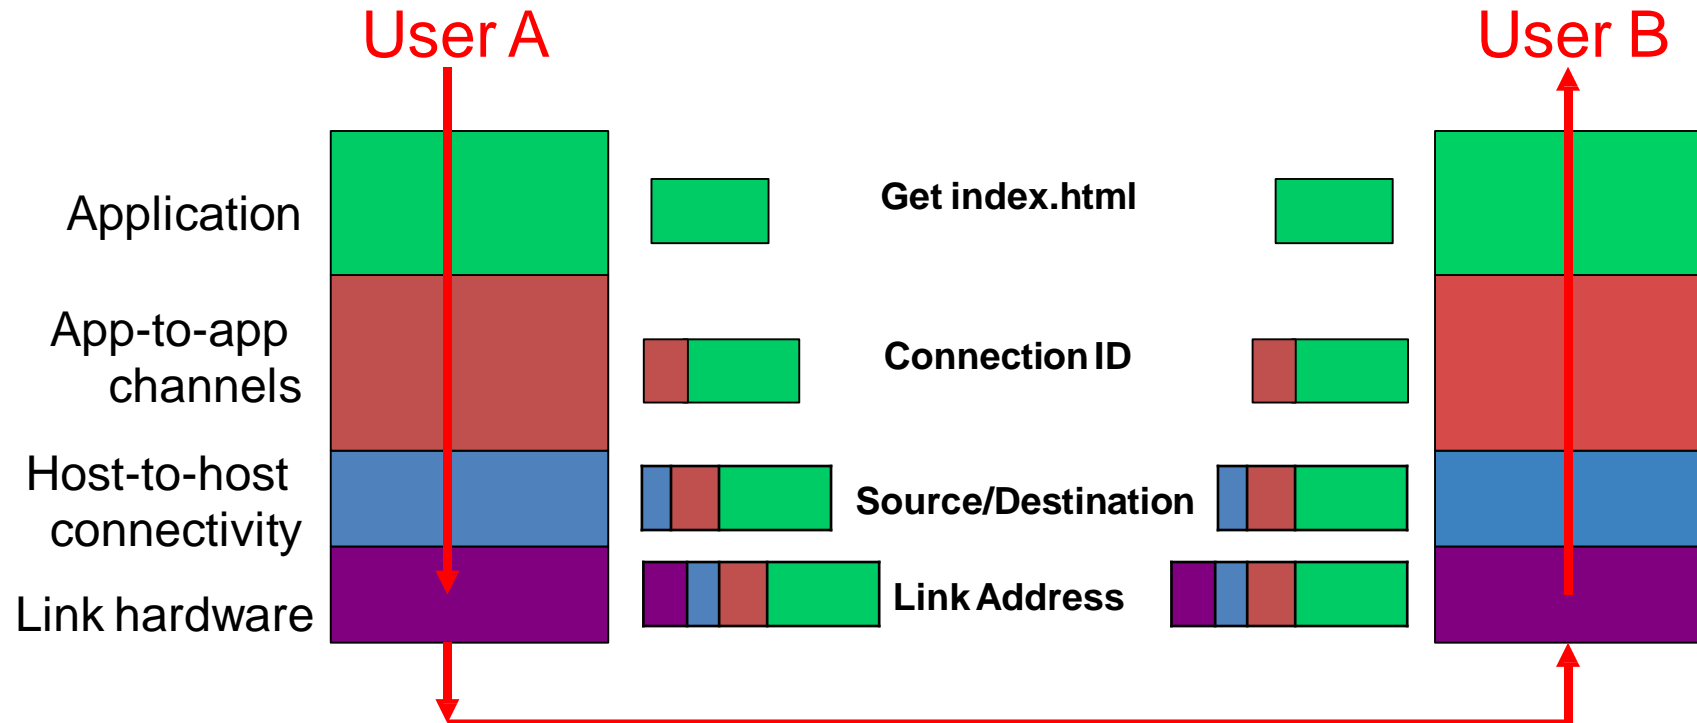 User A
User B
Application
Get index.html
App-to-app
channels
Connection ID
Host-to-host
connectivity
Source/Destination
Link hardware
Link Address